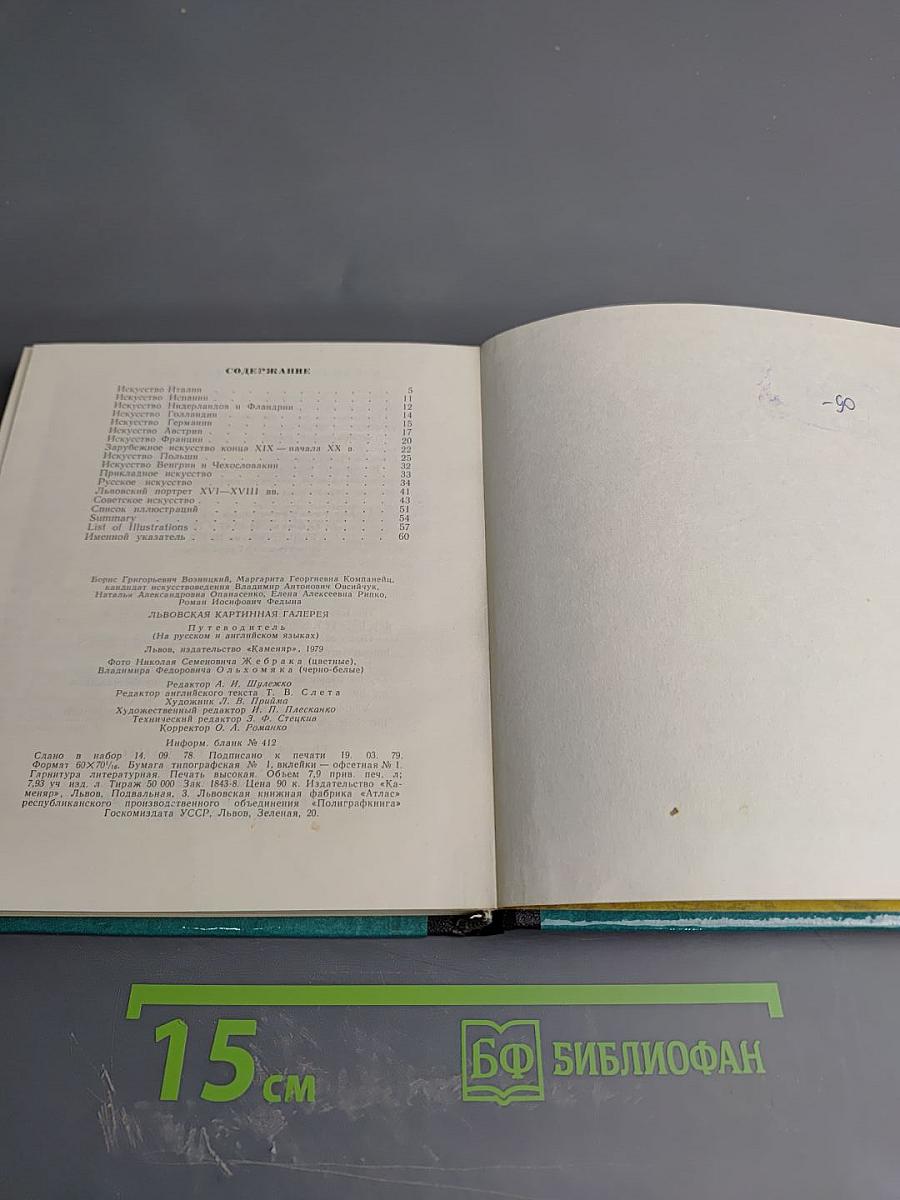 СОДЕРЖАНИЕ
Искусство Италии . . . . . . . . . . 5
Искусство Испании . . . . . . . . . . 11
Искусство Нидерландов и Фландрии . . . . . . 12
Искусство Голландии . . . . . . . . . . 14
Искусство Германии . . . . . . . . . . 15
Искусство Австрии . . . . . . . . . . 17
Искусство Франции . . . . . . . . . . 20
Зарубежное искусство конца XIX — начала XX в. . . . 22
Искусство Польши . . . . . . . . . . 25
Искусство Венгрии и Чехословакии . . . . . . 32
Прикладное искусство . . . . . . . . . . 33
Русское искусство . . . . . . . . . . 34
Львовский портрет XVI—XVIII вв. . . . . . . 41
Советское искусство . . . . . . . . . . 43
Список иллюстраций . . . . . . . . . . 51
Summary . . . . . . . . . . 54
List of Illustrations . . . . . . . . . . 57
Именной указатель . . . . . . . . . . 60
Борис Григорьевич Возницкий, Маргарита Георгиевна Компанейц,
кандидат искусствоведения Владимир Антонович Овсийчук,
Наталья Александровна Опанасенко, Елена Алексеевна Рипко,
Роман Иосифович Федына
ЛЬВОВСКАЯ КАРТИННАЯ ГАЛЕРЕЯ
Путеводитель
(На русском и английском языках)
Львов, издательство «Каменяр», 1979
Фото Николая Семеновича Жебрака (цветные),
Владимира Федоровича Ольхомяка (черно-белые)
Редактор А. И. Шулежко
Редактор английского текста Т. В. Слета
Художник Л. В. Прийма
Художественный редактор И. П. Плесканко
Технический редактор З. Ф. Стецкив
Корректор О. А. Романко
Информ. бланк № 412
Сдано в набор 14. 09. 78. Подписано к печати 19. 03. 79.
Формат 60×70¹/₁₆. Бумага типографская № 1, вклейки — офсетная № 1.
Гарнитура литературная. Печать высокая. Объем 7,9 прив. печ. л;
7,93 уч изд. л Тираж 50 000 Зак. 1843-8. Цена 90 к. Издательство «Ка-
меняр», Львов, Подвальная, 3. Львовская книжная фабрика «Атлас»
республиканского производственного объединения «Полиграфкнига»
Госкомиздата УССР, Львов, Зеленая, 20.
-90
15 см
БФ БИБЛИОФАН